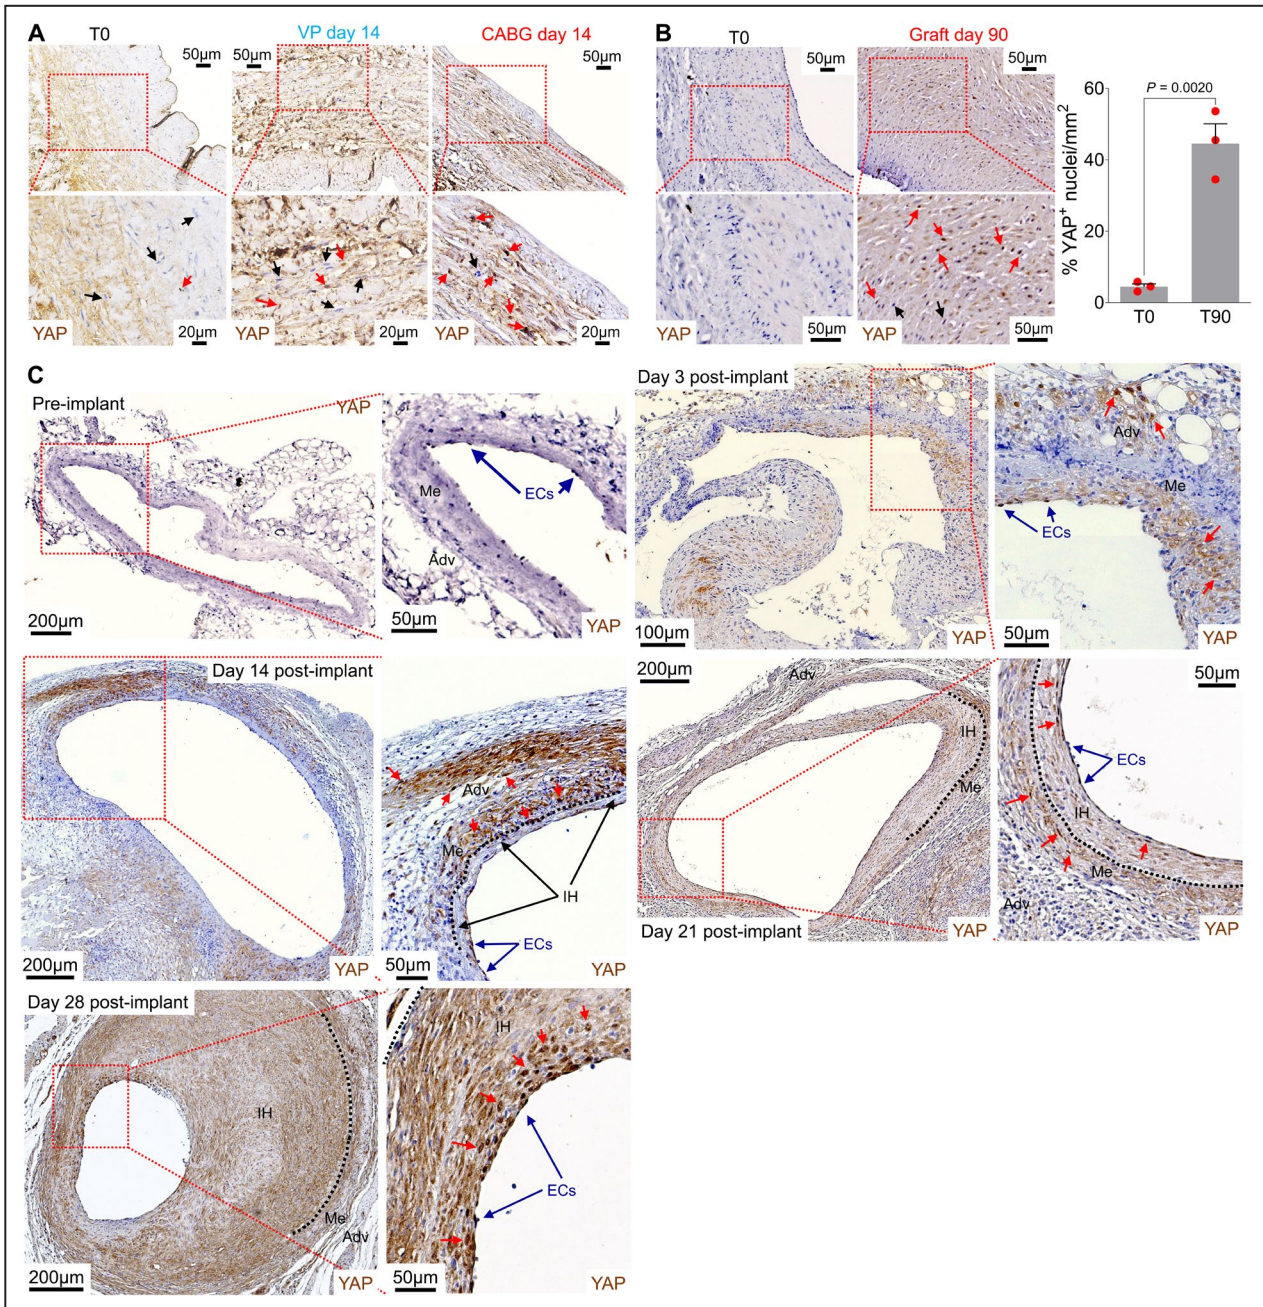 A
T0
VP day 14
CABG day 14
50µm
50µm
50µm
YAP
20µm
YAP
20µm
YAP
20µm
B
T0
Graft day 90
50µm
50µm
YAP
50µm
YAP
50µm
% YAP+ nuclei/mm2
P = 0.0020
60
40
20
0
T0
T90
C
Pre-implant
YAP
200µm
Me
Adv
ECs
50µm
YAP
Day 3 post-implant
100µm
YAP
Adv
Me
ECs
50µm
YAP
Day 14 post-implant
200µm
YAP
Adv
Me
IH
ECs
50µm
YAP
200µm
Adv
IH
Me
Day 21 post-implant
YAP
50µm
ECs
IH
Me
Adv
YAP
Day 28 post-implant
IH
Me
Adv
200µm
YAP
IH
ECs
50µm
YAP